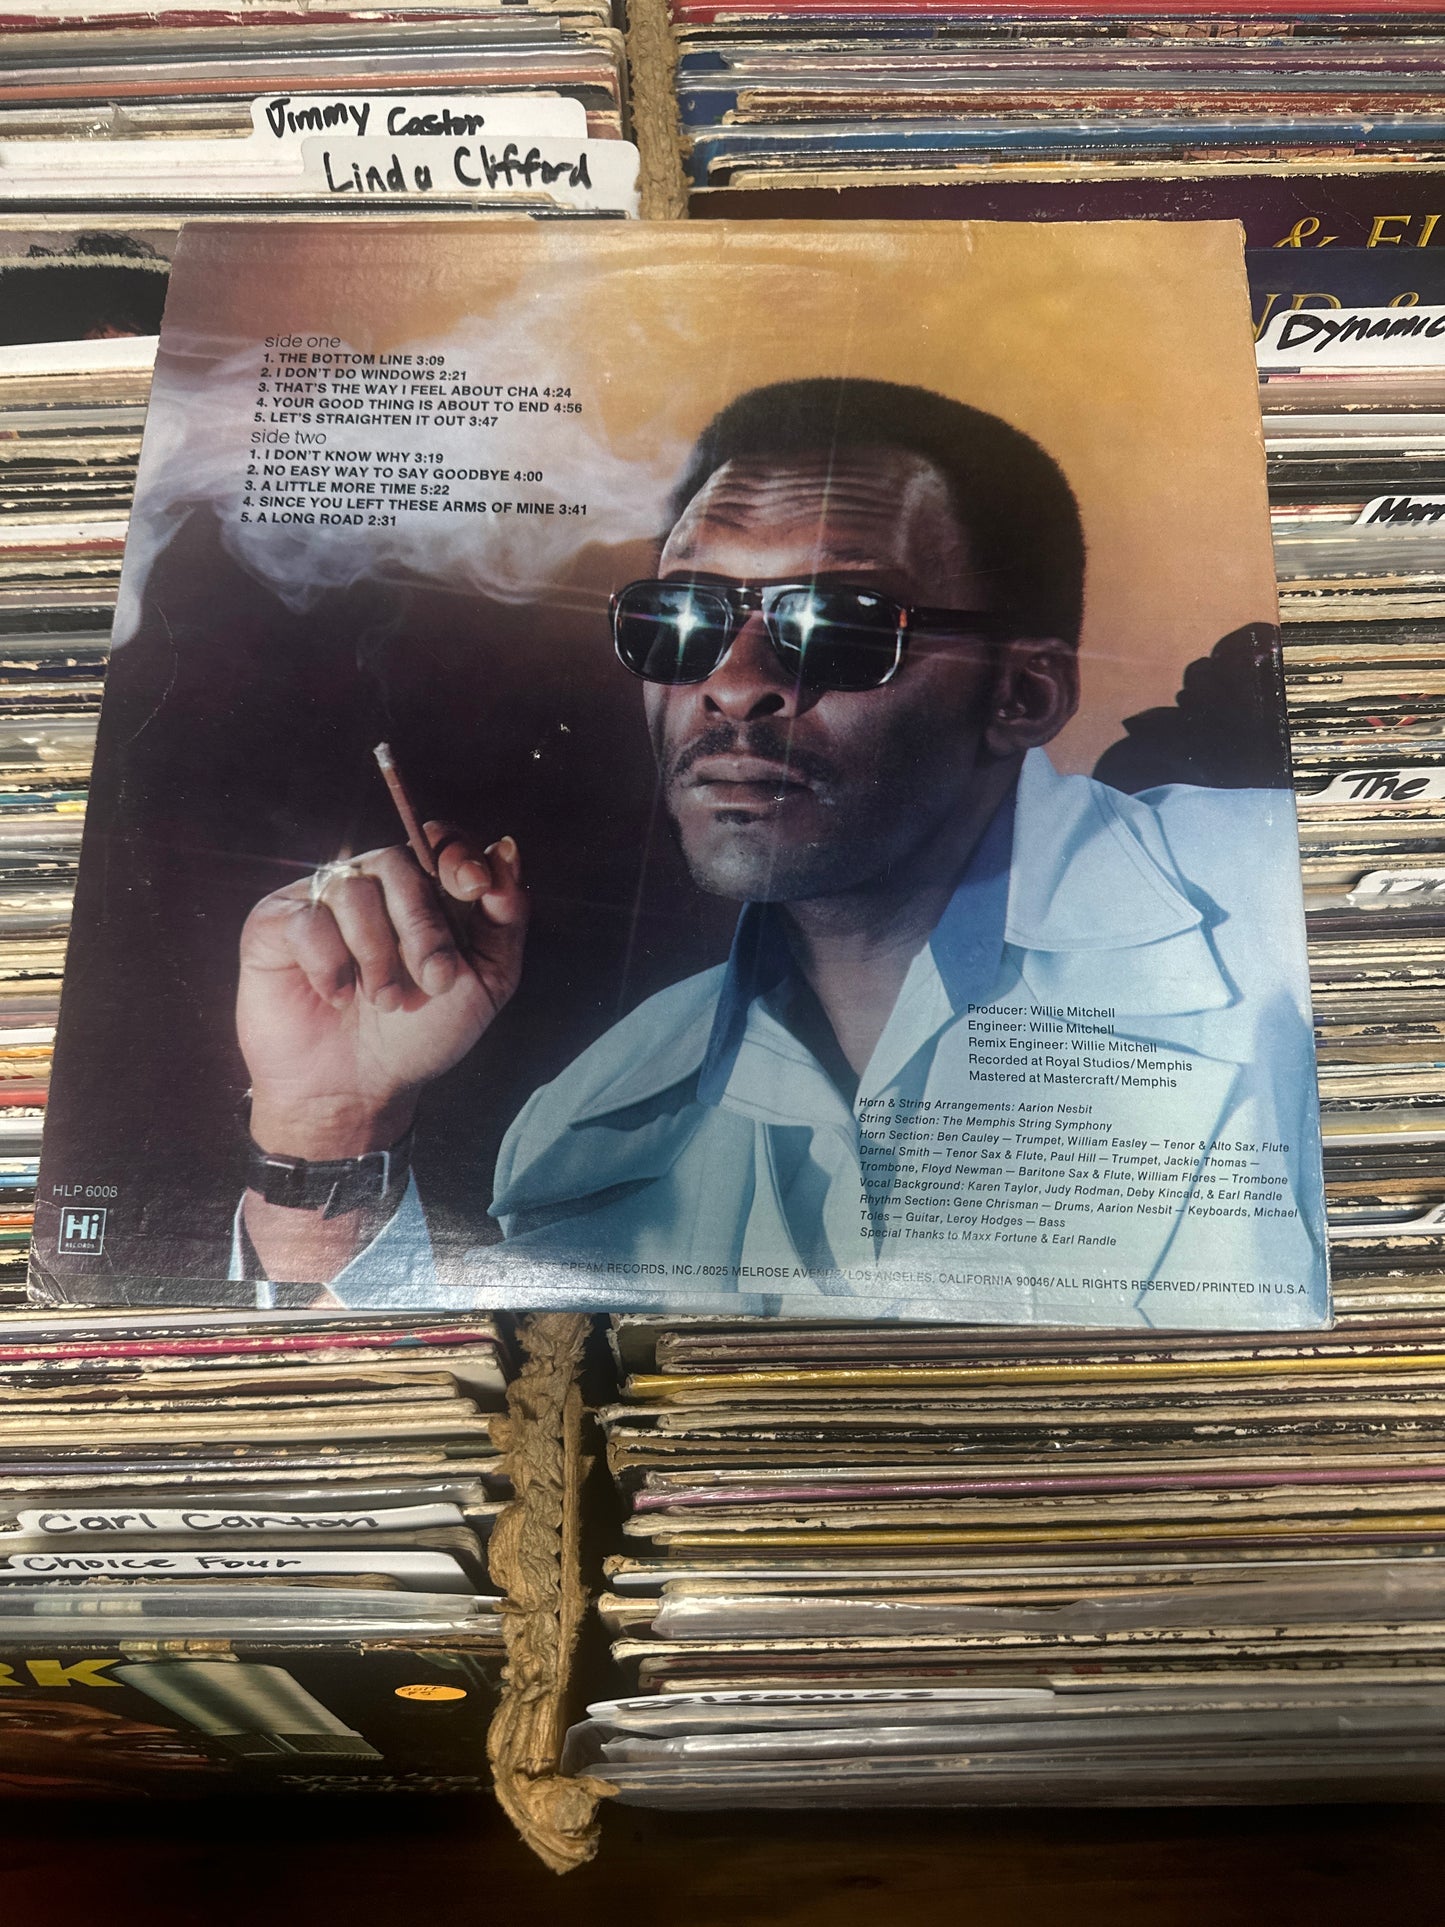 Jimmy Castor
Linda Clifford
& EL
ND &
Dynamic
The
side one
1. THE BOTTOM LINE 3:09
2. I DON'T DO WINDOWS 2:21
3. THAT'S THE WAY I FEEL ABOUT CHA 4:24
4. YOUR GOOD THING IS ABOUT TO END 4:56
5. LET'S STRAIGHTEN IT OUT 3:47
side two
1. I DON'T KNOW WHY 3:19
2. NO EASY WAY TO SAY GOODBYE 4:00
3. A LITTLE MORE TIME 5:22
4. SINCE YOU LEFT THESE ARMS OF MINE 3:41
5. A LONG ROAD 2:31
Producer: Willie Mitchell
Engineer: Willie Mitchell
Remix Engineer: Willie Mitchell
Recorded at Royal Studios/Memphis
Mastered at Mastercraft/Memphis
Horn & String Arrangements: Aarion Nesbit
String Section: The Memphis String Symphony
Horn Section: Ben Cauley — Trumpet, William Easley — Tenor & Alto Sax, Flute
Darnel Smith — Tenor Sax & Flute, Paul Hill — Trumpet, Jackie Thomas —
Trombone, Floyd Newman — Baritone Sax & Flute, William Flores — Trombone
Vocal Background: Karen Taylor, Judy Rodman, Deby Kincaid, & Earl Randle
Rhythm Section: Gene Chrisman — Drums, Aarion Nesbit — Keyboards, Michael
Toles — Guitar, Leroy Hodges — Bass
Special Thanks to Maxx Fortune & Earl Randle
HLP 6008
Hi
RECORDS
CREAM RECORDS, INC./8025 MELROSE AVENUE/LOS ANGELES, CALIFORNIA 90046/ALL RIGHTS RESERVED/PRINTED IN U.S.A.
Carl Carlton
Choice Four
RK
Delfonics